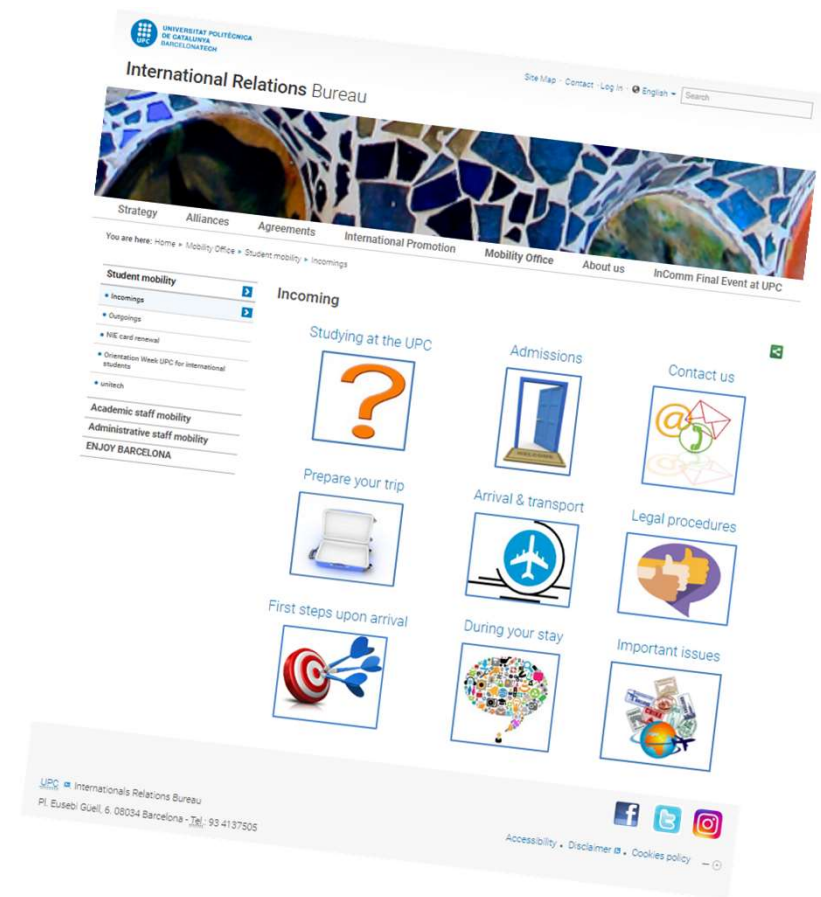 UNIVERSITAT POLITÈCNICA
DE CATALUNYA
BARCELONATECH
UPC
International Relations Bureau
Site Map · Contact · Log in · English
Search
Strategy Alliances Agreements International Promotion Mobility Office About us InComm Final Event at UPC
You are here: Home Mobility Office Student mobility Incomings
Student mobility
Incomings
Outgoings
NIE card renewal
Orientation Week UPC for international
students
unitech
Academic staff mobility
Administrative staff mobility
ENJOY BARCELONA
Incoming
Studying at the UPC
Admissions
Contact us
Prepare your trip
Arrival & transport
Legal procedures
First steps upon arrival
During your stay
Important issues
UPC Internationals Relations Bureau
Pl. Eusebi Güell, 6. 08034 Barcelona - Tel.: 93 4137505
Accessibility . Disclaimer . Cookies policy